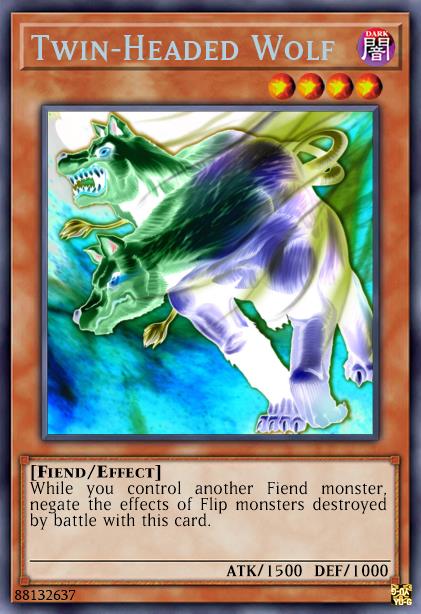 Twin-Headed Wolf
DARK
闇
[Fiend/Effect]
While you control another Fiend monster,
negate the effects of Flip monsters destroyed
by battle with this card.
ATK/1500 DEF/1000
88132637